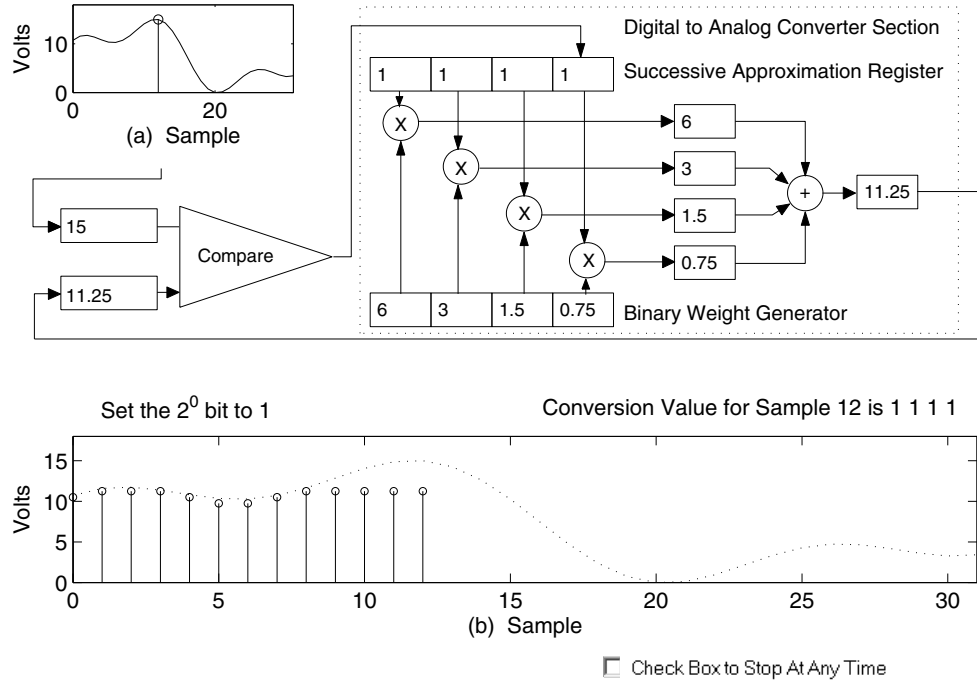 Volts
10
0
0
20
(a) Sample
Digital to Analog Converter Section
1 1 1 1
Successive Approximation Register
X
X
X
X
6
3
1.5
0.75
+
11.25
15
11.25
Compare
6 3 1.5 0.75
Binary Weight Generator
Set the 2⁰ bit to 1
Conversion Value for Sample 12 is 1 1 1 1
Volts
15
10
5
0
0 5 10 15 20 25 30
(b) Sample
Check Box to Stop At Any Time